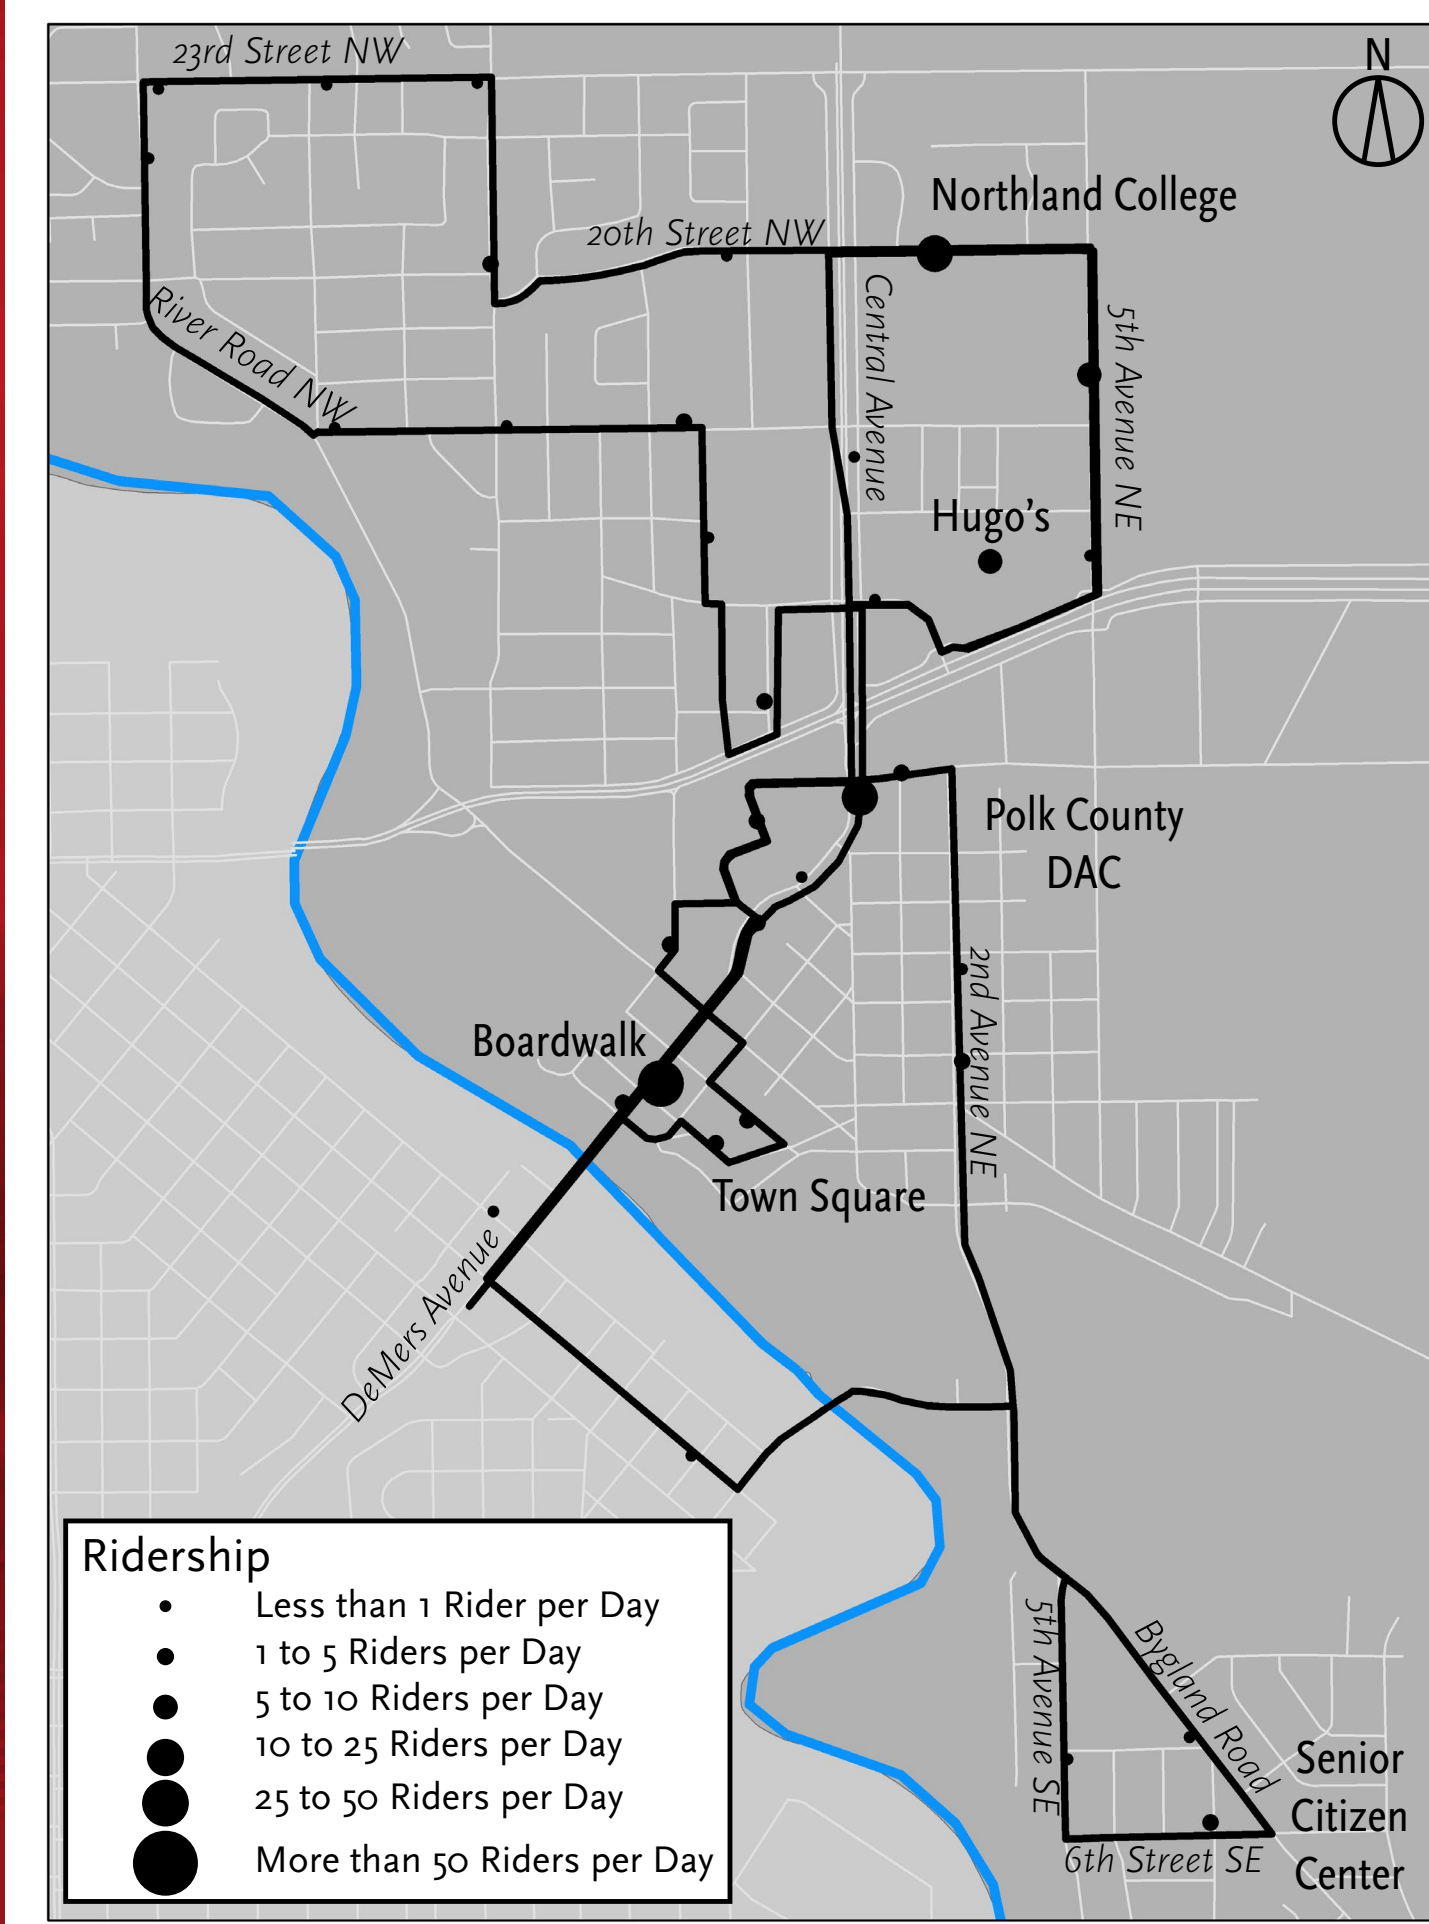 23rd Street NW
N
Northland College
20th Street NW
Central Avenue
5th Avenue NE
River Road NW
Hugo's
Polk County
DAC
2nd Avenue NE
Boardwalk
Town Square
DeMers Avenue
Ridership
Less than 1 Rider per Day
1 to 5 Riders per Day
5 to 10 Riders per Day
10 to 25 Riders per Day
25 to 50 Riders per Day
More than 50 Riders per Day
5th Avenue SE
Bygland Road
Senior
Citizen
Center
6th Street SE